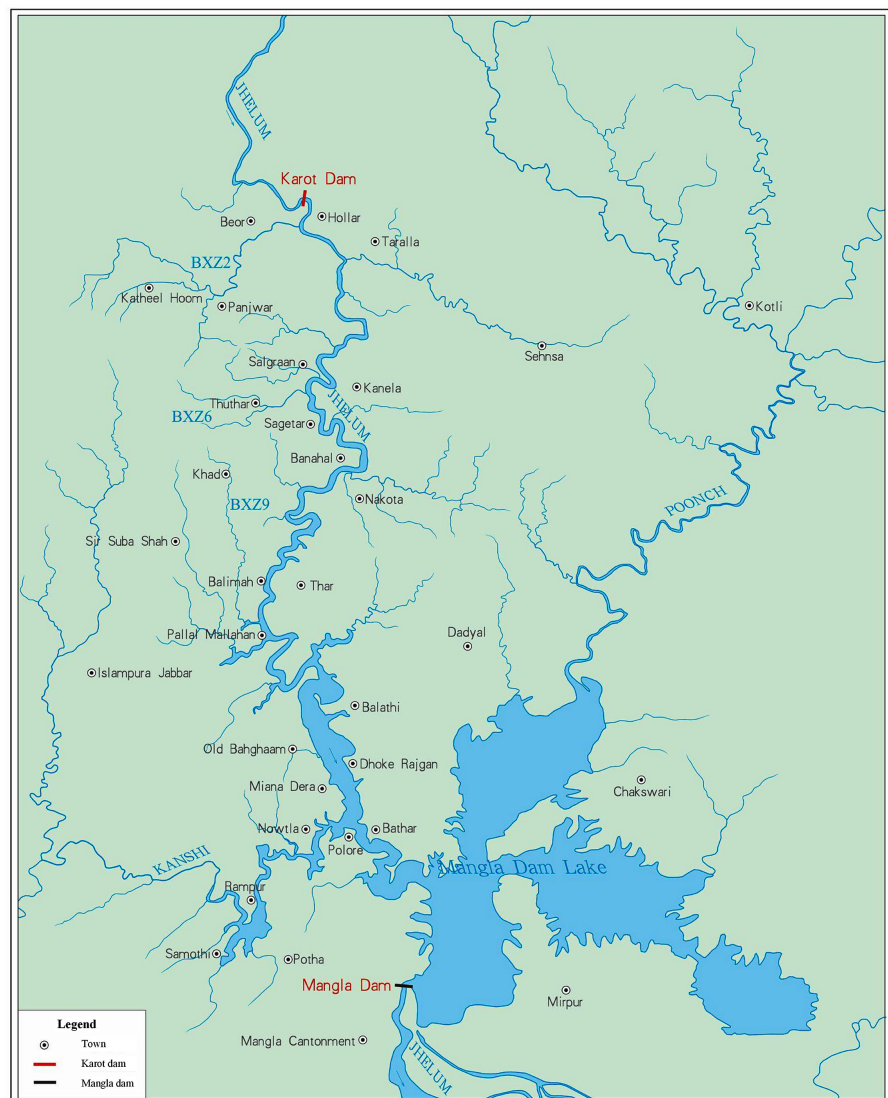 JHELUM
Karot Dam
Beor
Hollar
Taralla
BXZ2
Katheel Hoom
Panjwar
Kotli
Sehnsa
Salgraan
Kanela
Thuthar
BXZ6
JHELUM
Sagetar
Banahal
Khad
Nakota
BXZ9
POONCH
Sir Suba Shah
Balimah
Thar
Pallal Mallahan
Dadyal
Islampura Jabbar
Balathi
Old Bahghaam
Dhoke Rajgan
Miana Dera
Chakswari
Nowtla
Bathar
Polore
KANSHI
Mangla Dam Lake
Rampur
Samothi
Potha
Mangla Dam
Mirpur
Mangla Cantonment
JHELUM
Legend
Town
Karot dam
Mangla dam